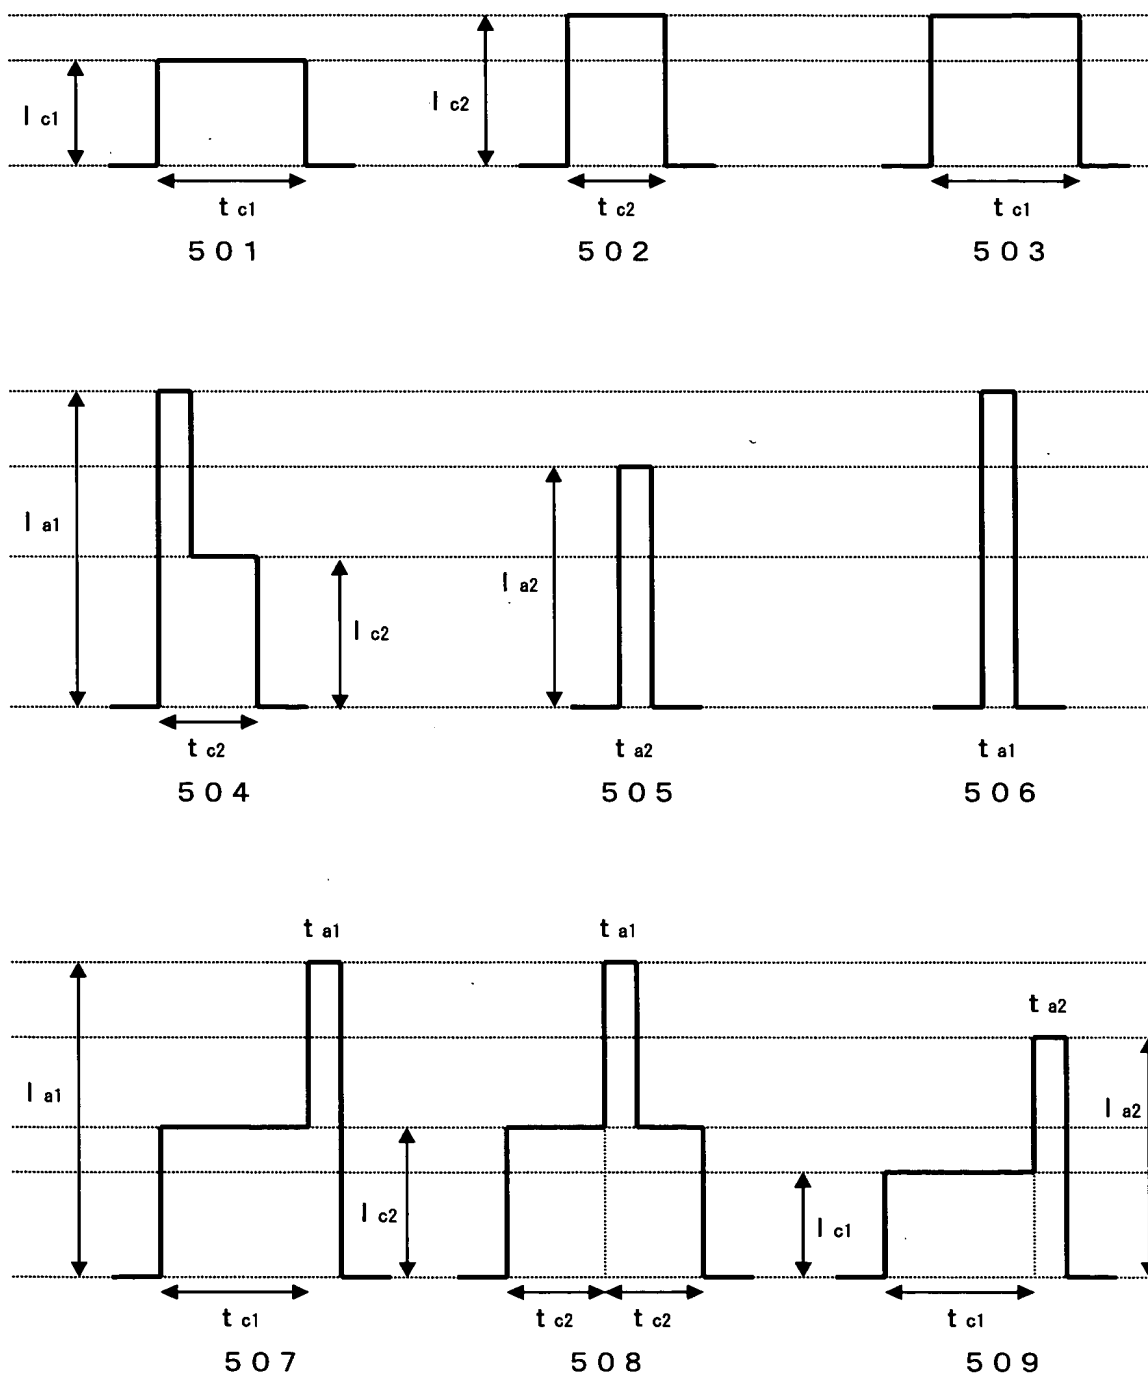 I c1
I c2
t c1
t c2
t c1
501
502
503
I a1
I a2
I c2
t c2
t a2
t a1
504
505
506
t a1
t a1
t a2
I a1
I a2
I c2
I c1
t c1
t c2
t c2
t c1
507
508
509